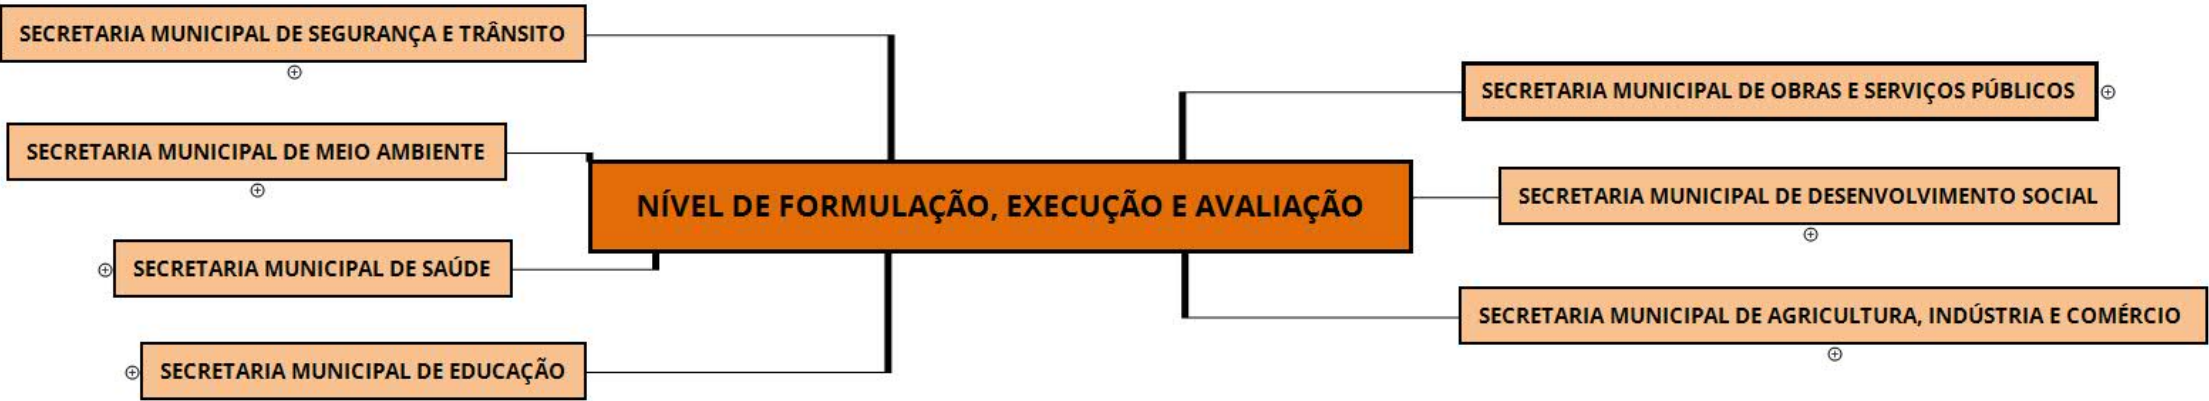 SECRETARIA MUNICIPAL DE SEGURANÇA E TRÂNSITO
SECRETARIA MUNICIPAL DE OBRAS E SERVIÇOS PÚBLICOS
SECRETARIA MUNICIPAL DE MEIO AMBIENTE
SECRETARIA MUNICIPAL DE DESENVOLVIMENTO SOCIAL
NÍVEL DE FORMULAÇÃO, EXECUÇÃO E AVALIAÇÃO
SECRETARIA MUNICIPAL DE SAÚDE
SECRETARIA MUNICIPAL DE AGRICULTURA, INDÚSTRIA E COMÉRCIO
SECRETARIA MUNICIPAL DE EDUCAÇÃO